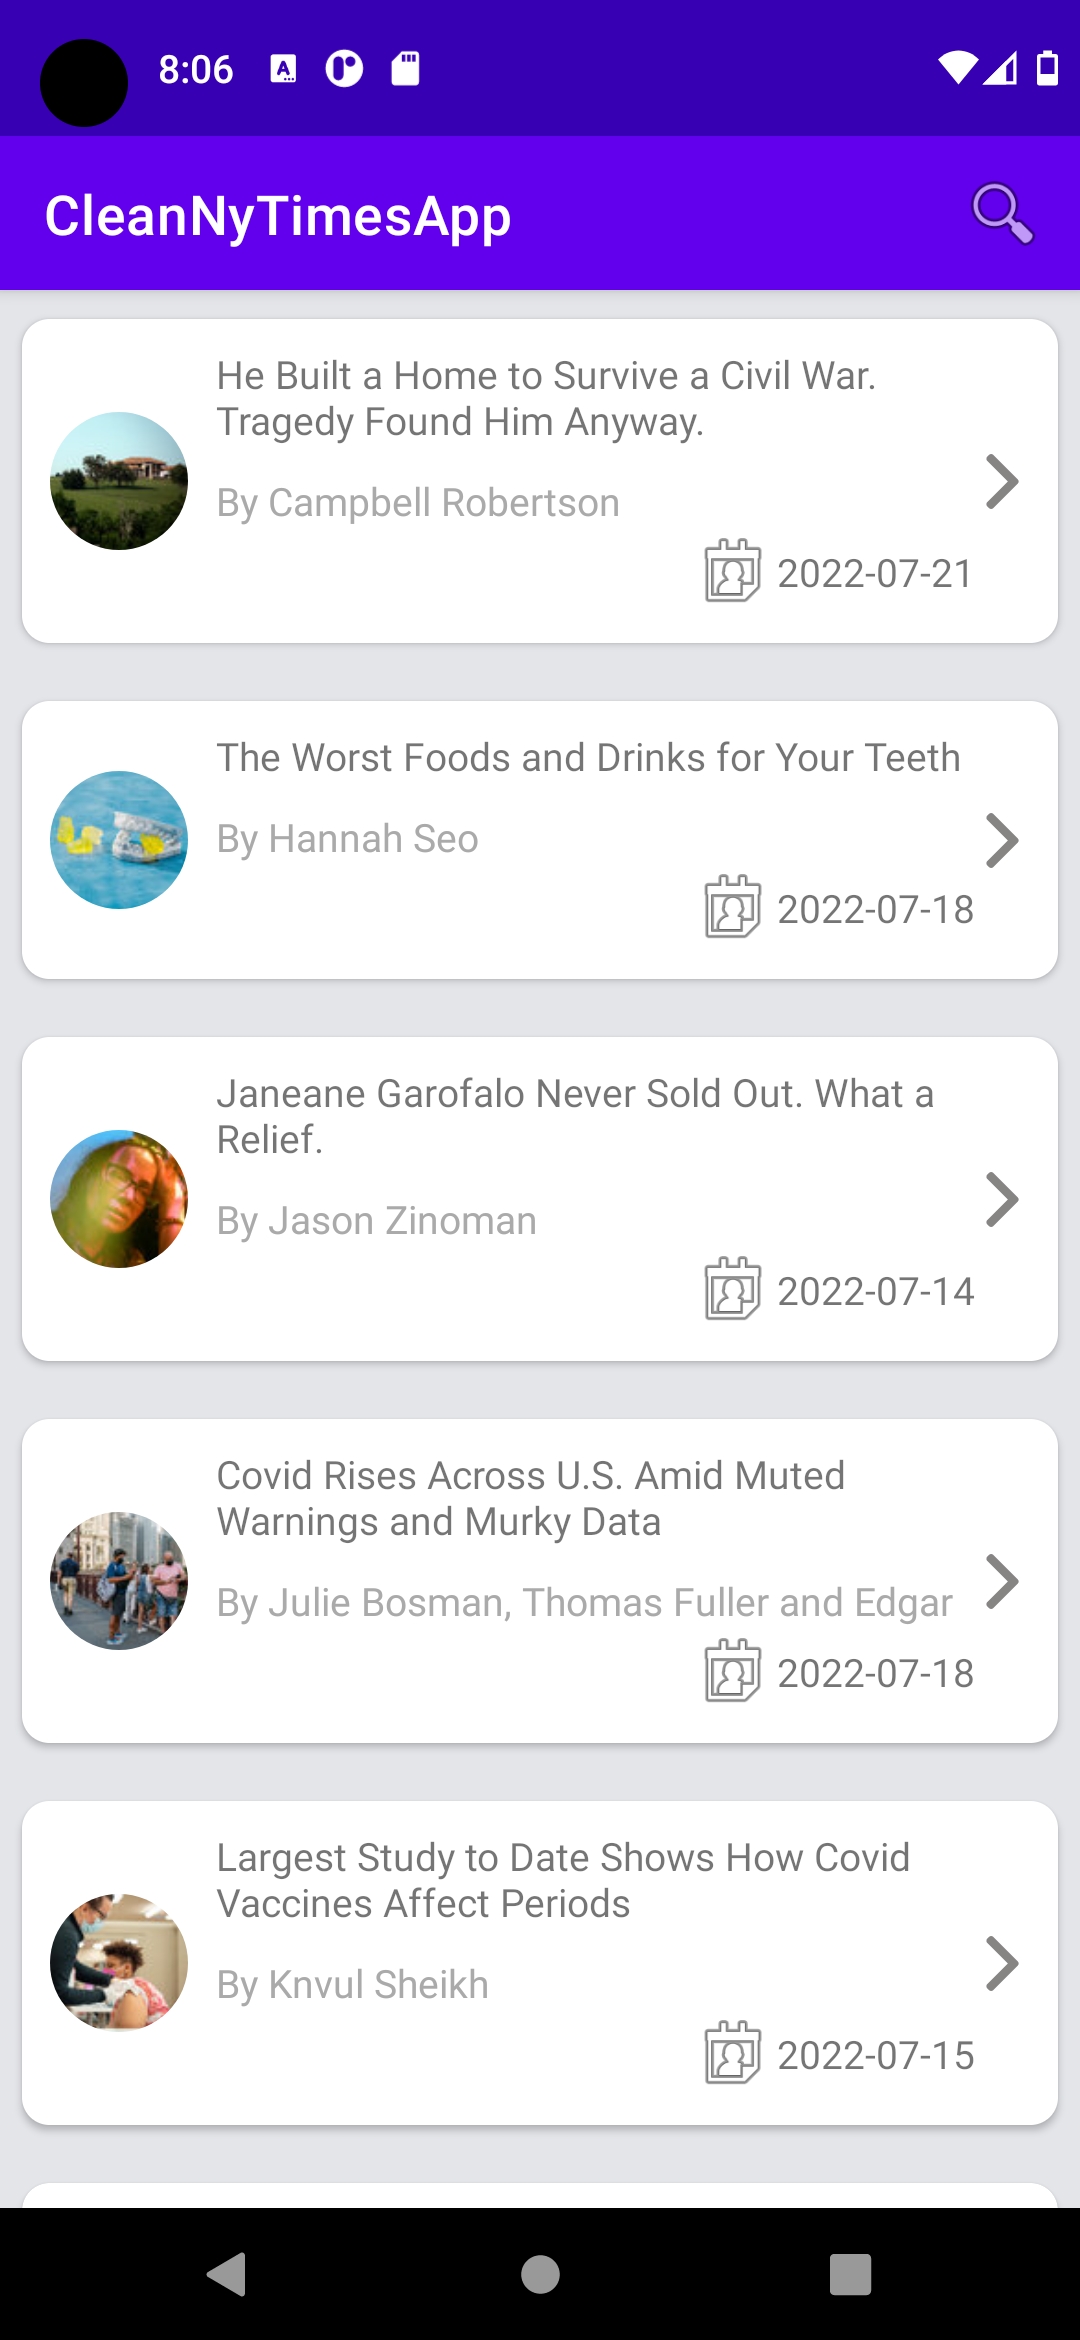 8:06
CleanNyTimesApp
He Built a Home to Survive a Civil War.
Tragedy Found Him Anyway.
By Campbell Robertson
2022-07-21
The Worst Foods and Drinks for Your Teeth
By Hannah Seo
2022-07-18
Janeane Garofalo Never Sold Out. What a
Relief.
By Jason Zinoman
2022-07-14
Covid Rises Across U.S. Amid Muted
Warnings and Murky Data
By Julie Bosman, Thomas Fuller and Edgar
2022-07-18
Largest Study to Date Shows How Covid
Vaccines Affect Periods
By Knvul Sheikh
2022-07-15